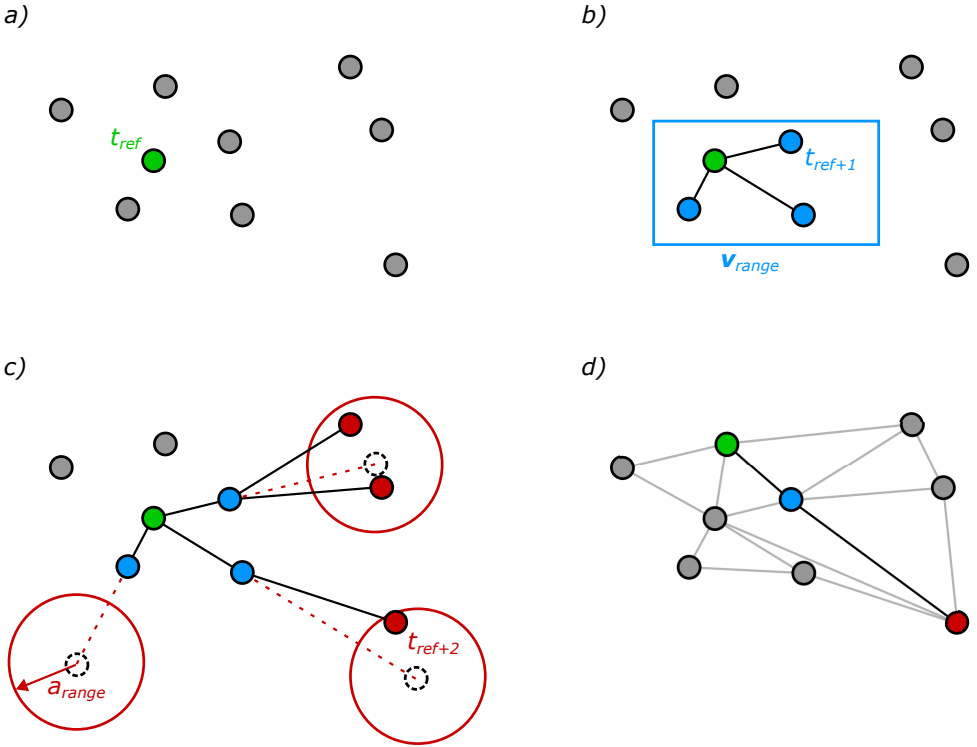 a)
b)
t_ref
t_ref+1
v_range
c)
d)
t_ref+2
a_range